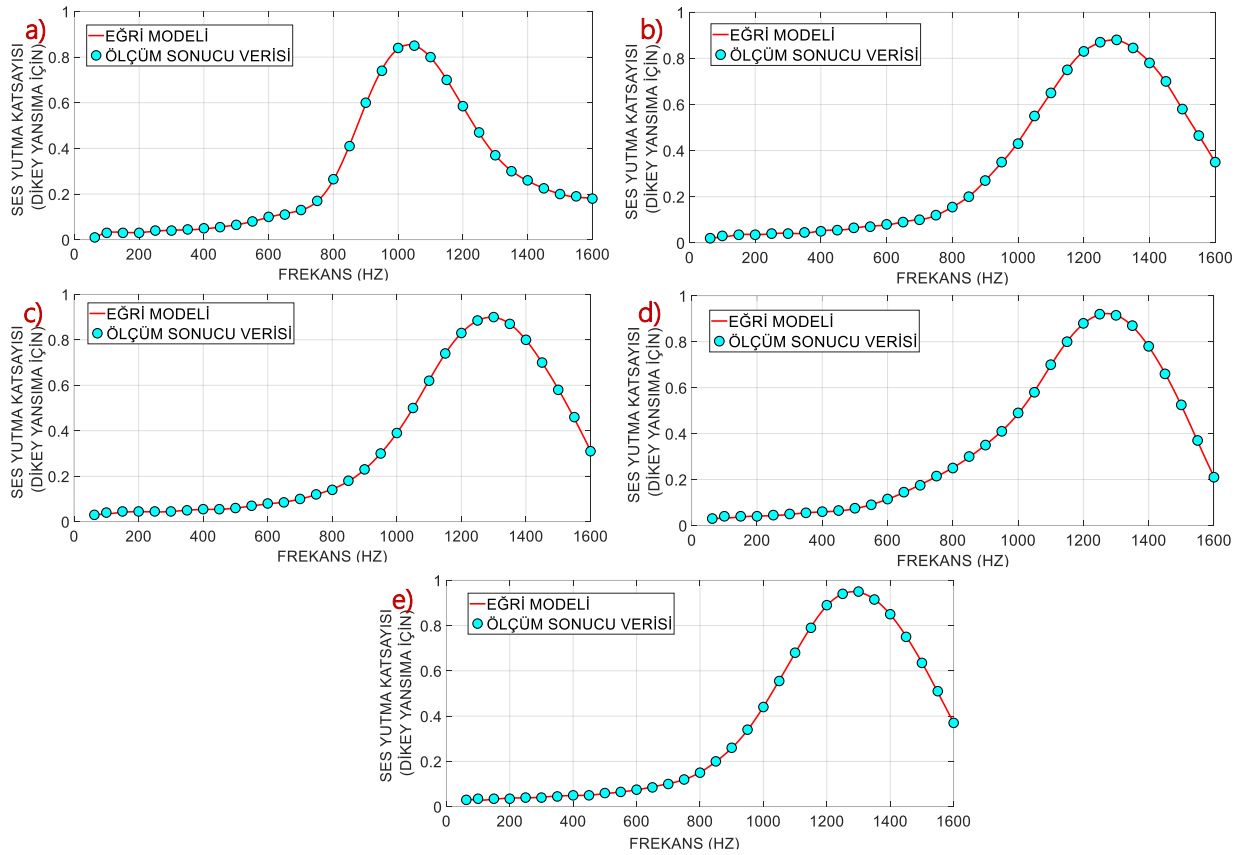 a)
EĞRİ MODELİ
ÖLÇÜM SONUCU VERİSİ
SES YUTMA KATSAYISI
(DİKEY YANSIMA İÇİN)
1
0.8
0.6
0.4
0.2
0
0 200 400 600 800 1000 1200 1400 1600
FREKANS (HZ)
b)
EĞRİ MODELİ
ÖLÇÜM SONUCU VERİSİ
SES YUTMA KATSAYISI
(DİKEY YANSIMA İÇİN)
1
0.8
0.6
0.4
0.2
0
0 200 400 600 800 1000 1200 1400 1600
FREKANS (HZ)
c)
EĞRİ MODELİ
ÖLÇÜM SONUCU VERİSİ
SES YUTMA KATSAYISI
(DİKEY YANSIMA İÇİN)
1
0.8
0.6
0.4
0.2
0
0 200 400 600 800 1000 1200 1400 1600
FREKANS (HZ)
d)
EĞRİ MODELİ
ÖLÇÜM SONUCU VERİSİ
SES YUTMA KATSAYISI
(DİKEY YANSIMA İÇİN)
1
0.8
0.6
0.4
0.2
0
0 200 400 600 800 1000 1200 1400 1600
FREKANS (HZ)
e)
EĞRİ MODELİ
ÖLÇÜM SONUCU VERİSİ
SES YUTMA KATSAYISI
(DİKEY YANSIMA İÇİN)
1
0.8
0.6
0.4
0.2
0
0 200 400 600 800 1000 1200 1400 1600
FREKANS (HZ)